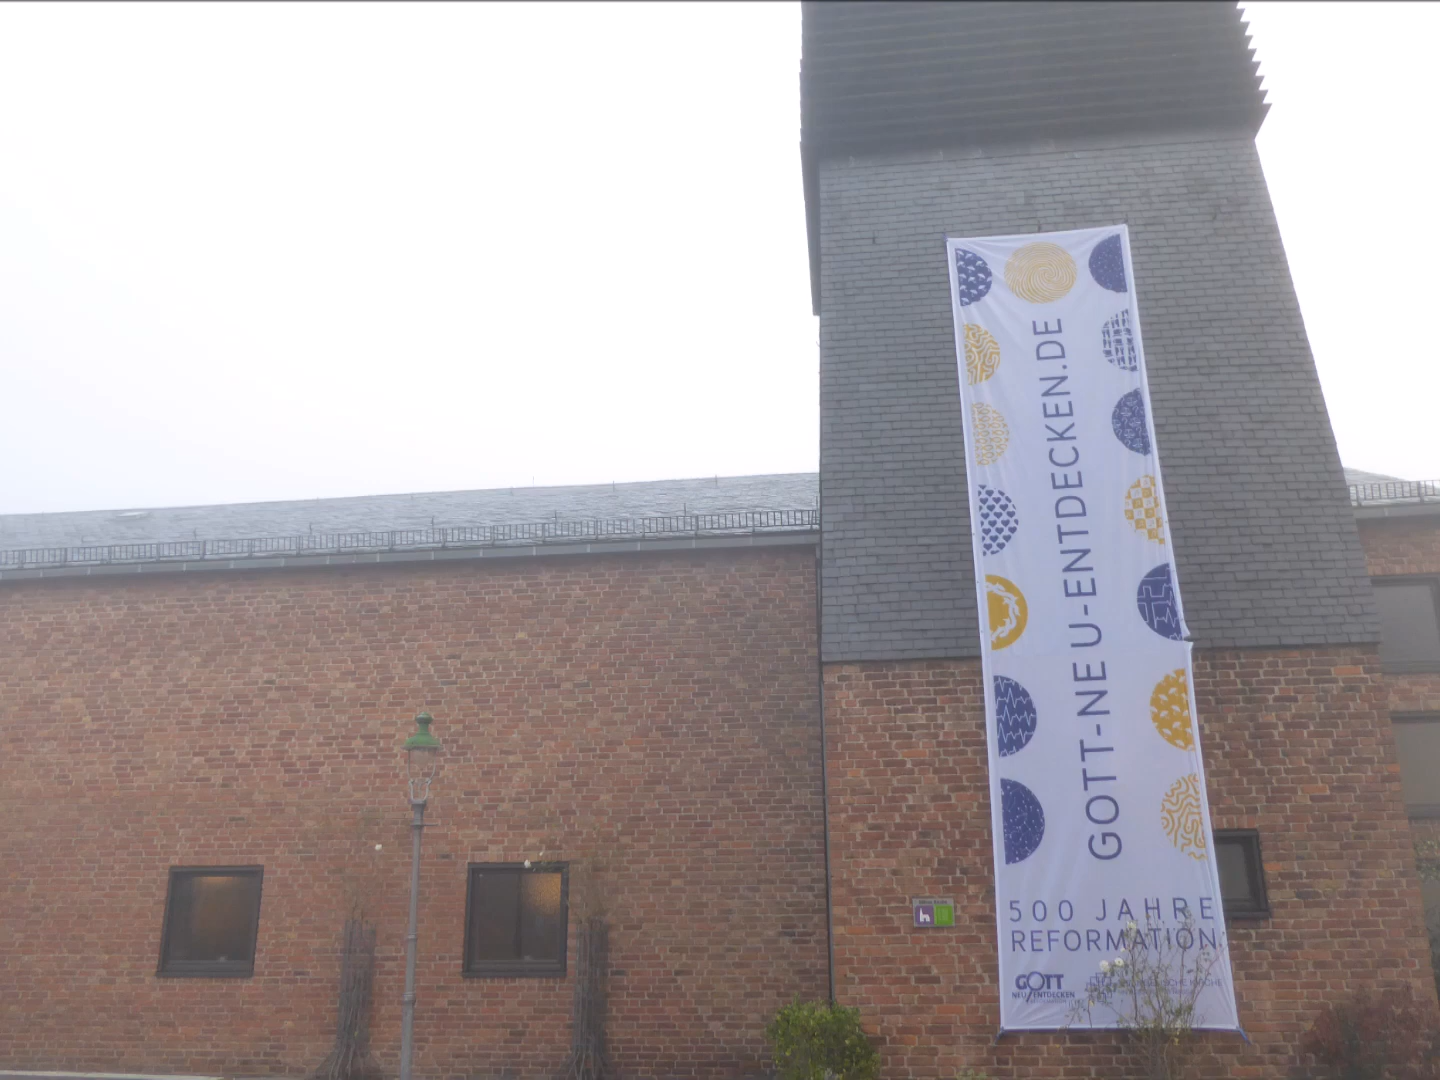 GOTT-NEU-ENTDECKEN.DE
500 JAHRE
REFORMATION
GOTT
NEU ENTDECKEN